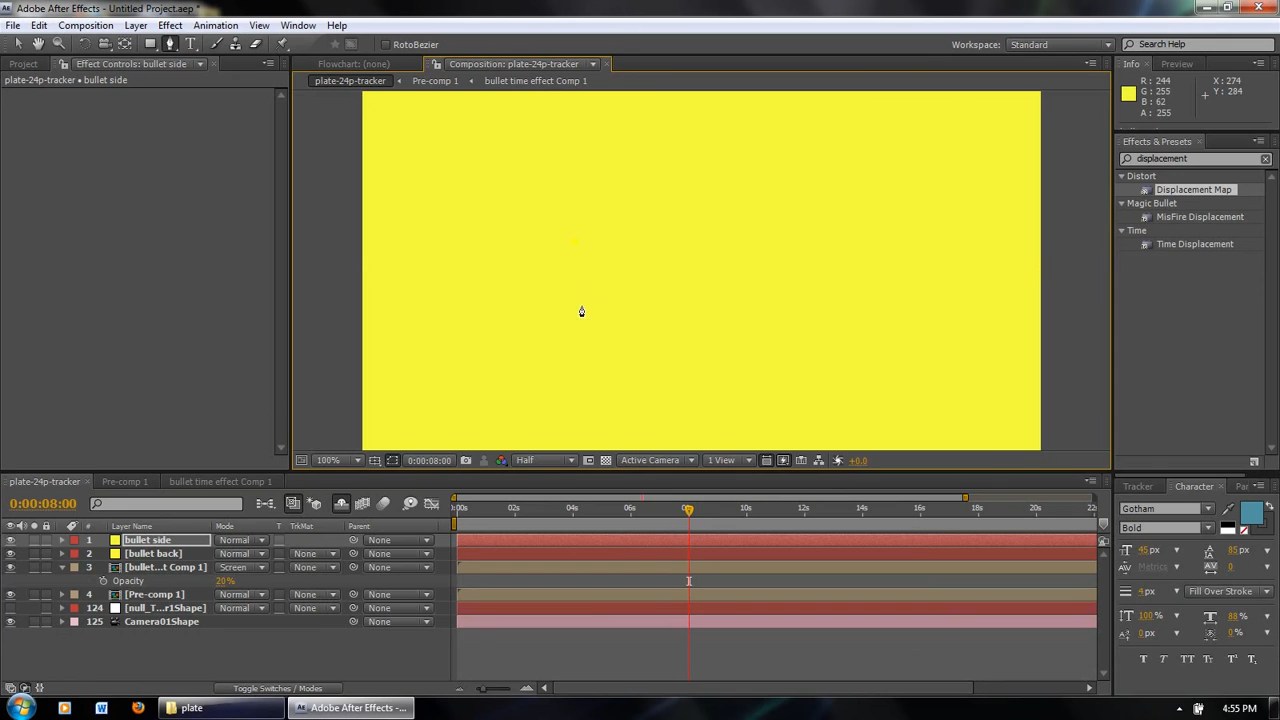 Adobe After Effects - Untitled Project.aep *
File Edit Composition Layer Effect Animation View Window Help
RotoBezier
Workspace: Standard
Search Help
Project
Effect Controls: bullet side
plate-24p-tracker • bullet side
Flowchart: (none)
Composition: plate-24p-tracker
plate-24p-tracker
Pre-comp 1
bullet time effect Comp 1
Info
Preview
R : 244
G : 255
B : 62
A : 255
X : 274
Y : 284
Effects & Presets
displacement
Distort
Displacement Map
Magic Bullet
MisFire Displacement
Time
Time Displacement
100%
0:00:08:00
Half
Active Camera
1 View
+0.0
plate-24p-tracker
Pre-comp 1
bullet time effect Comp 1
0:00:08:00
:00s 02s 04s 06s 10s 12s 14s 16s 18s 20s
# Layer Name Mode T TrkMat Parent
1 bullet side Normal None
2 [bullet back] Normal None None
3 [bullet...t Comp 1] Screen None None
Opacity 20%
4 [Pre-comp 1] Normal None None
124 [null_T...r1Shape] Normal None None
125 Camera01Shape None
Toggle Switches / Modes
Tracker
Character
Gotham
Bold
45 px
85 px
Metrics
0
4 px
Fill Over Stroke
100 %
88 %
0 px
0 %
T T TT Tt T¹ T₁
plate
Adobe After Effects -...
4:55 PM